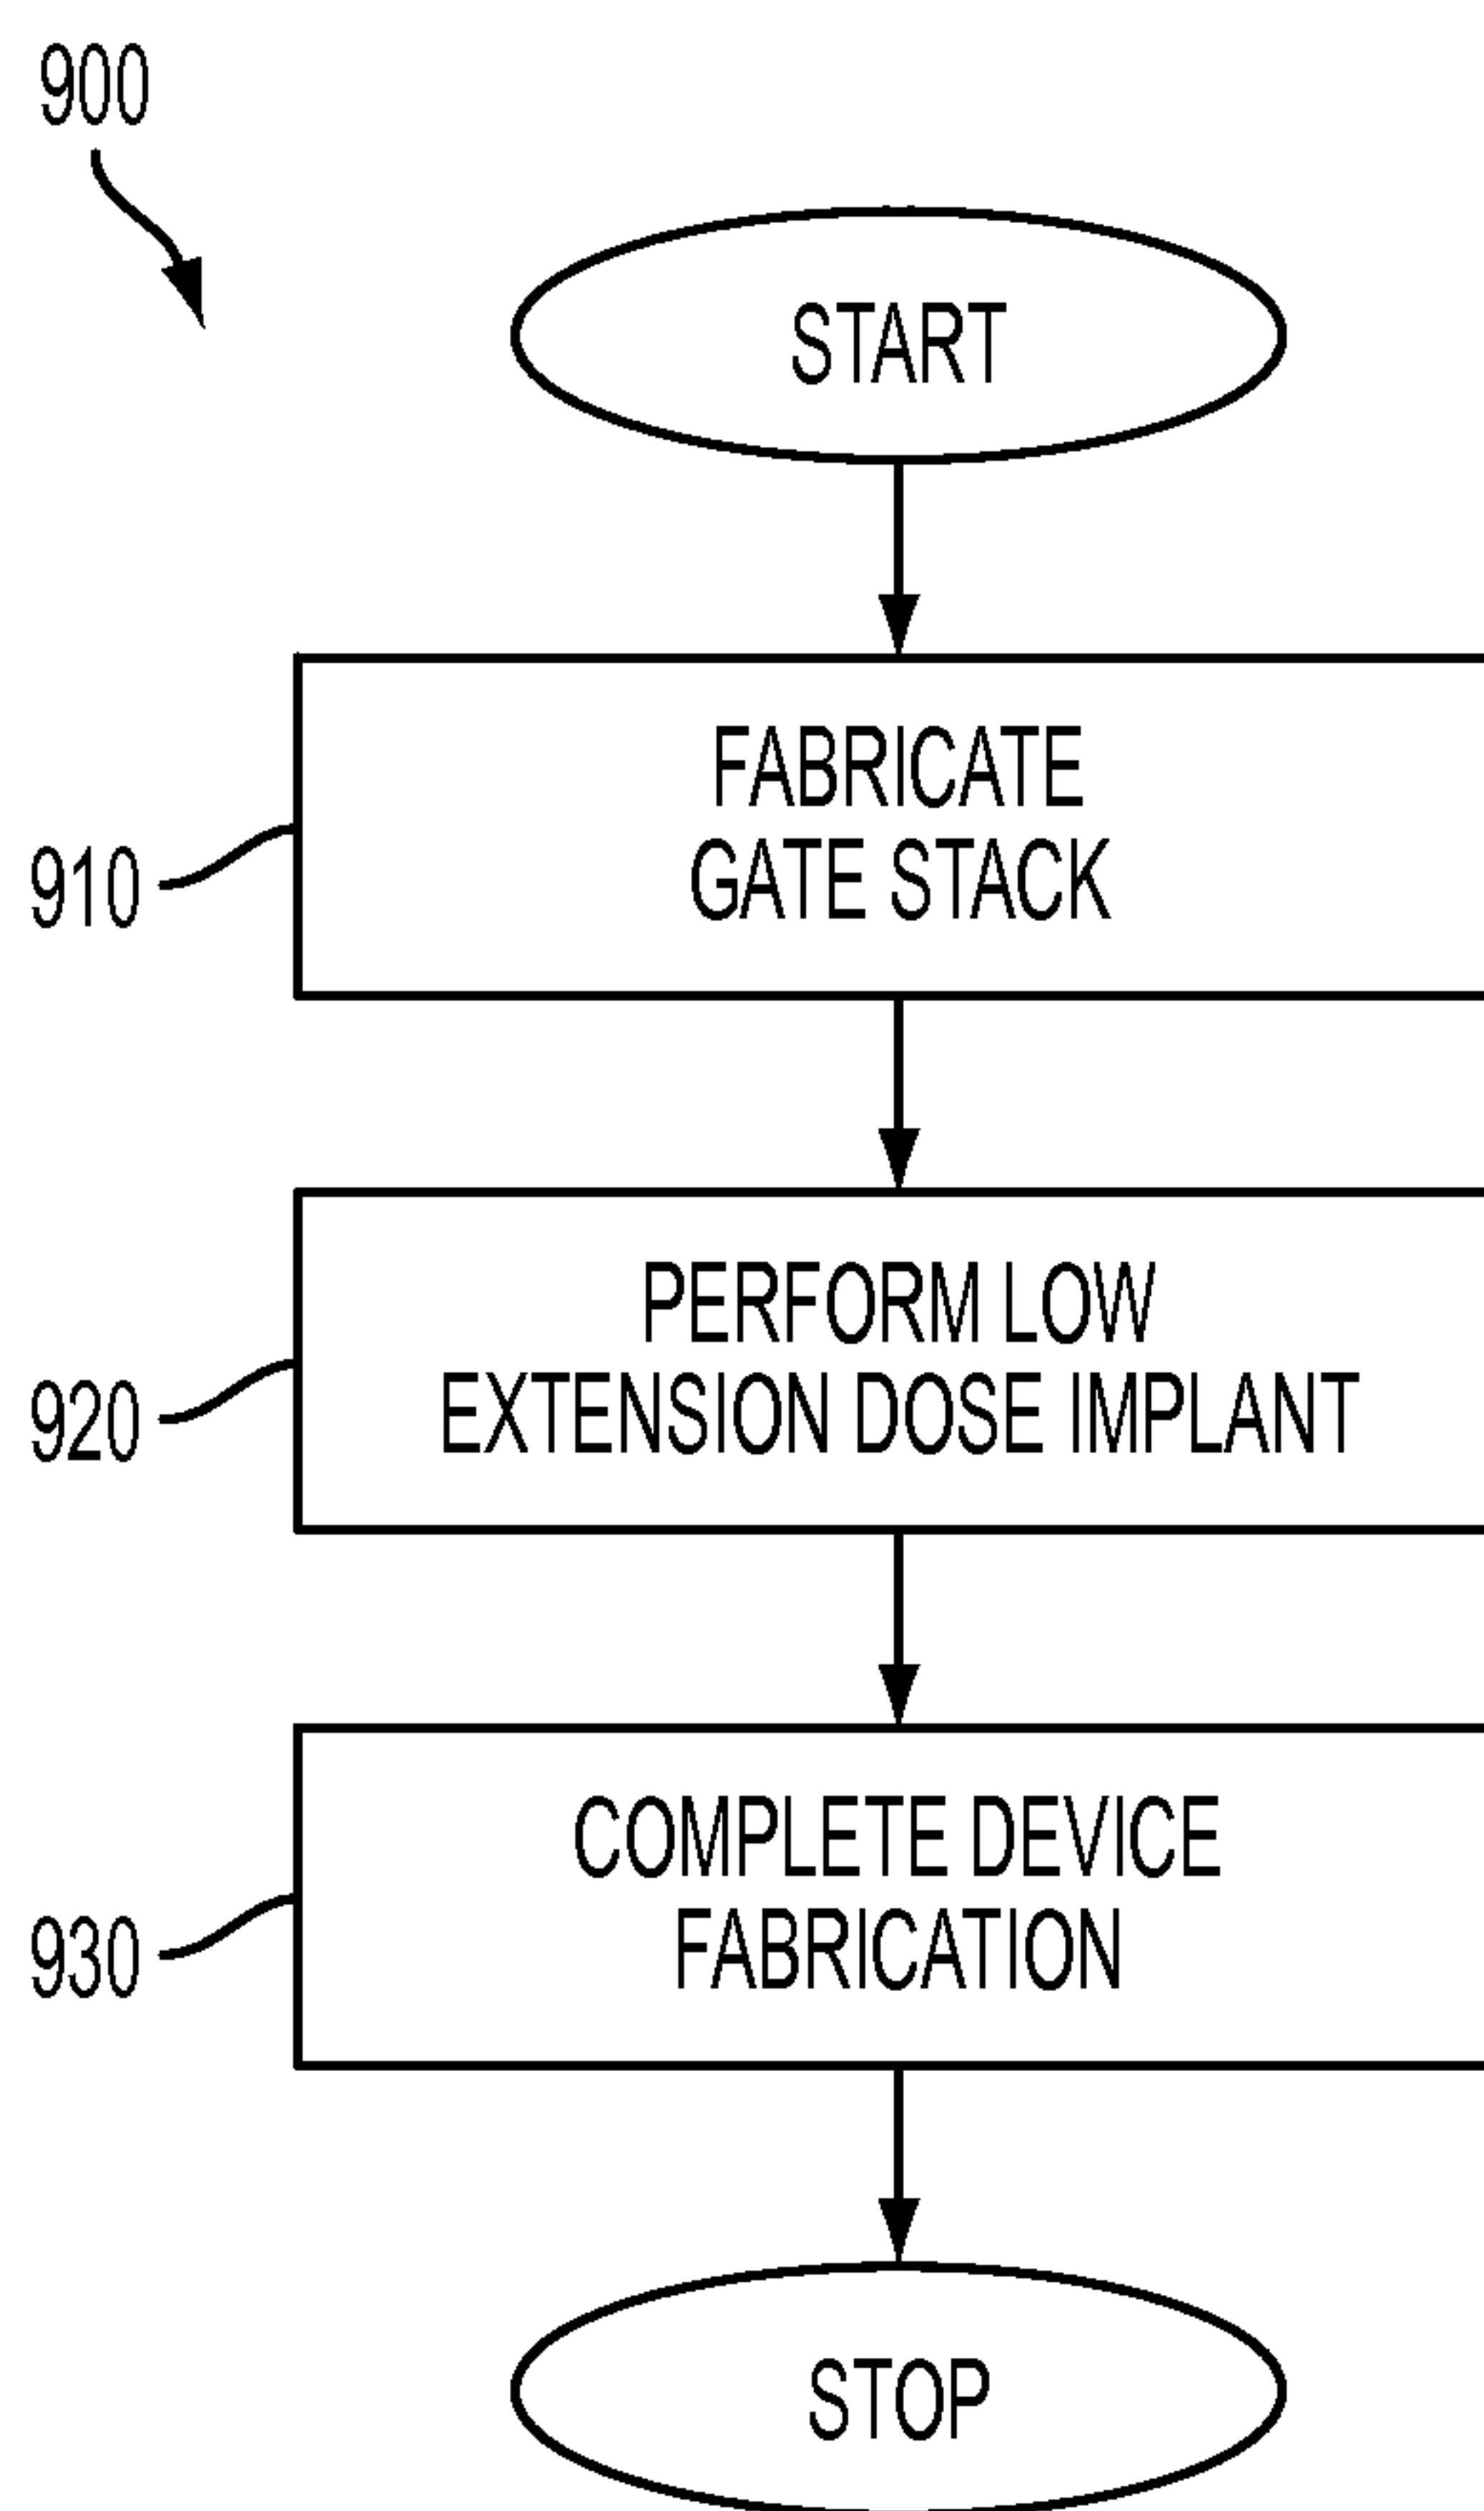 900
START
FABRICATE
GATE STACK
910
PERFORM LOW
EXTENSION DOSE IMPLANT
920
COMPLETE DEVICE
FABRICATION
930
STOP